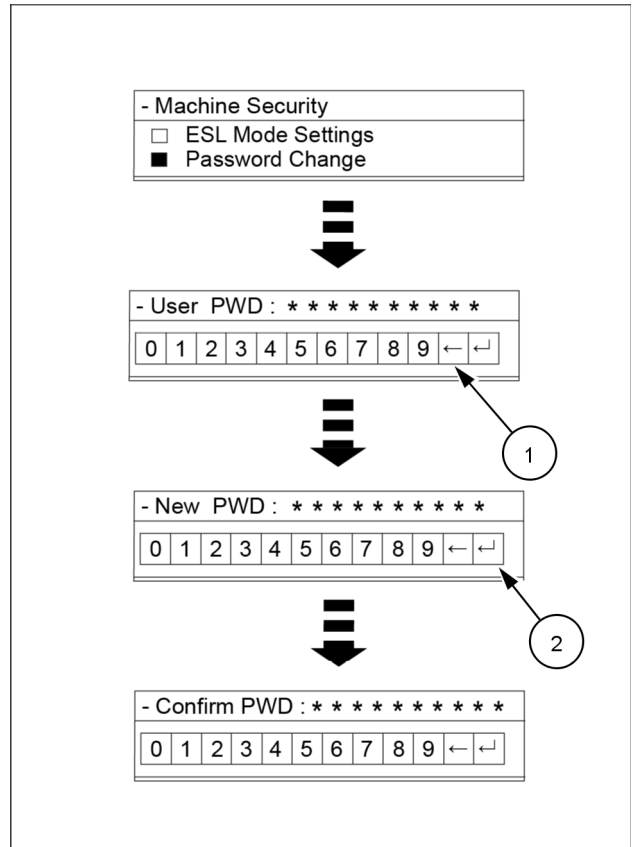 - Machine Security
□ ESL Mode Settings
■ Password Change
- User PWD : * * * * * * * * * *
0 1 2 3 4 5 6 7 8 9 ← ↵
1
- New PWD : * * * * * * * * * *
0 1 2 3 4 5 6 7 8 9 ← ↵
2
- Confirm PWD : * * * * * * * * * *
0 1 2 3 4 5 6 7 8 9 ← ↵